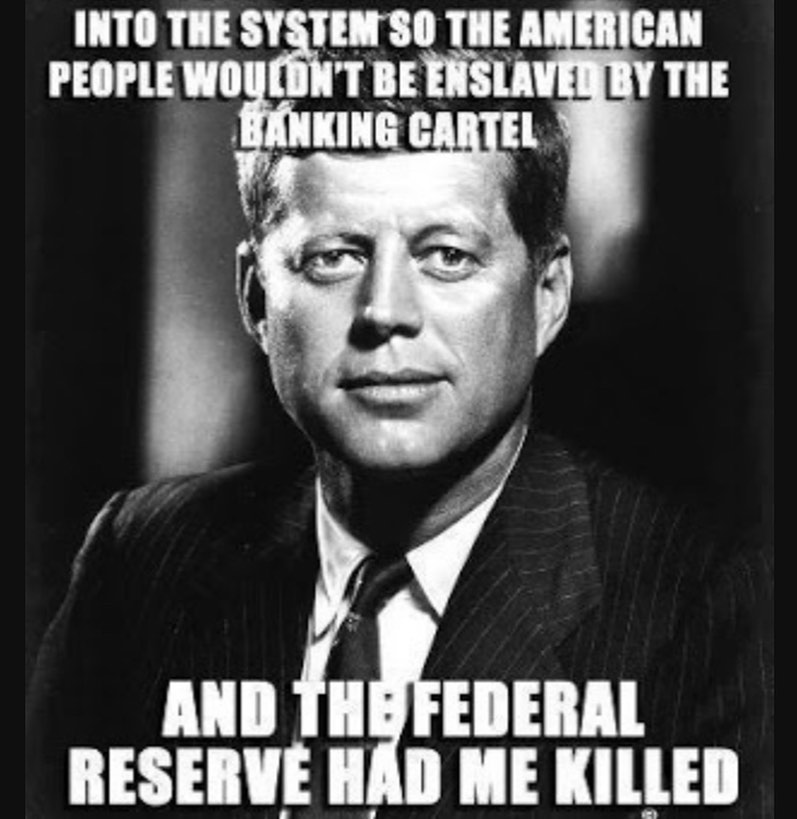 INTO THE SYSTEM SO THE AMERICAN
PEOPLE WOULDN'T BE ENSLAVED BY THE
BANKING CARTEL
AND THE FEDERAL
RESERVE HAD ME KILLED
©